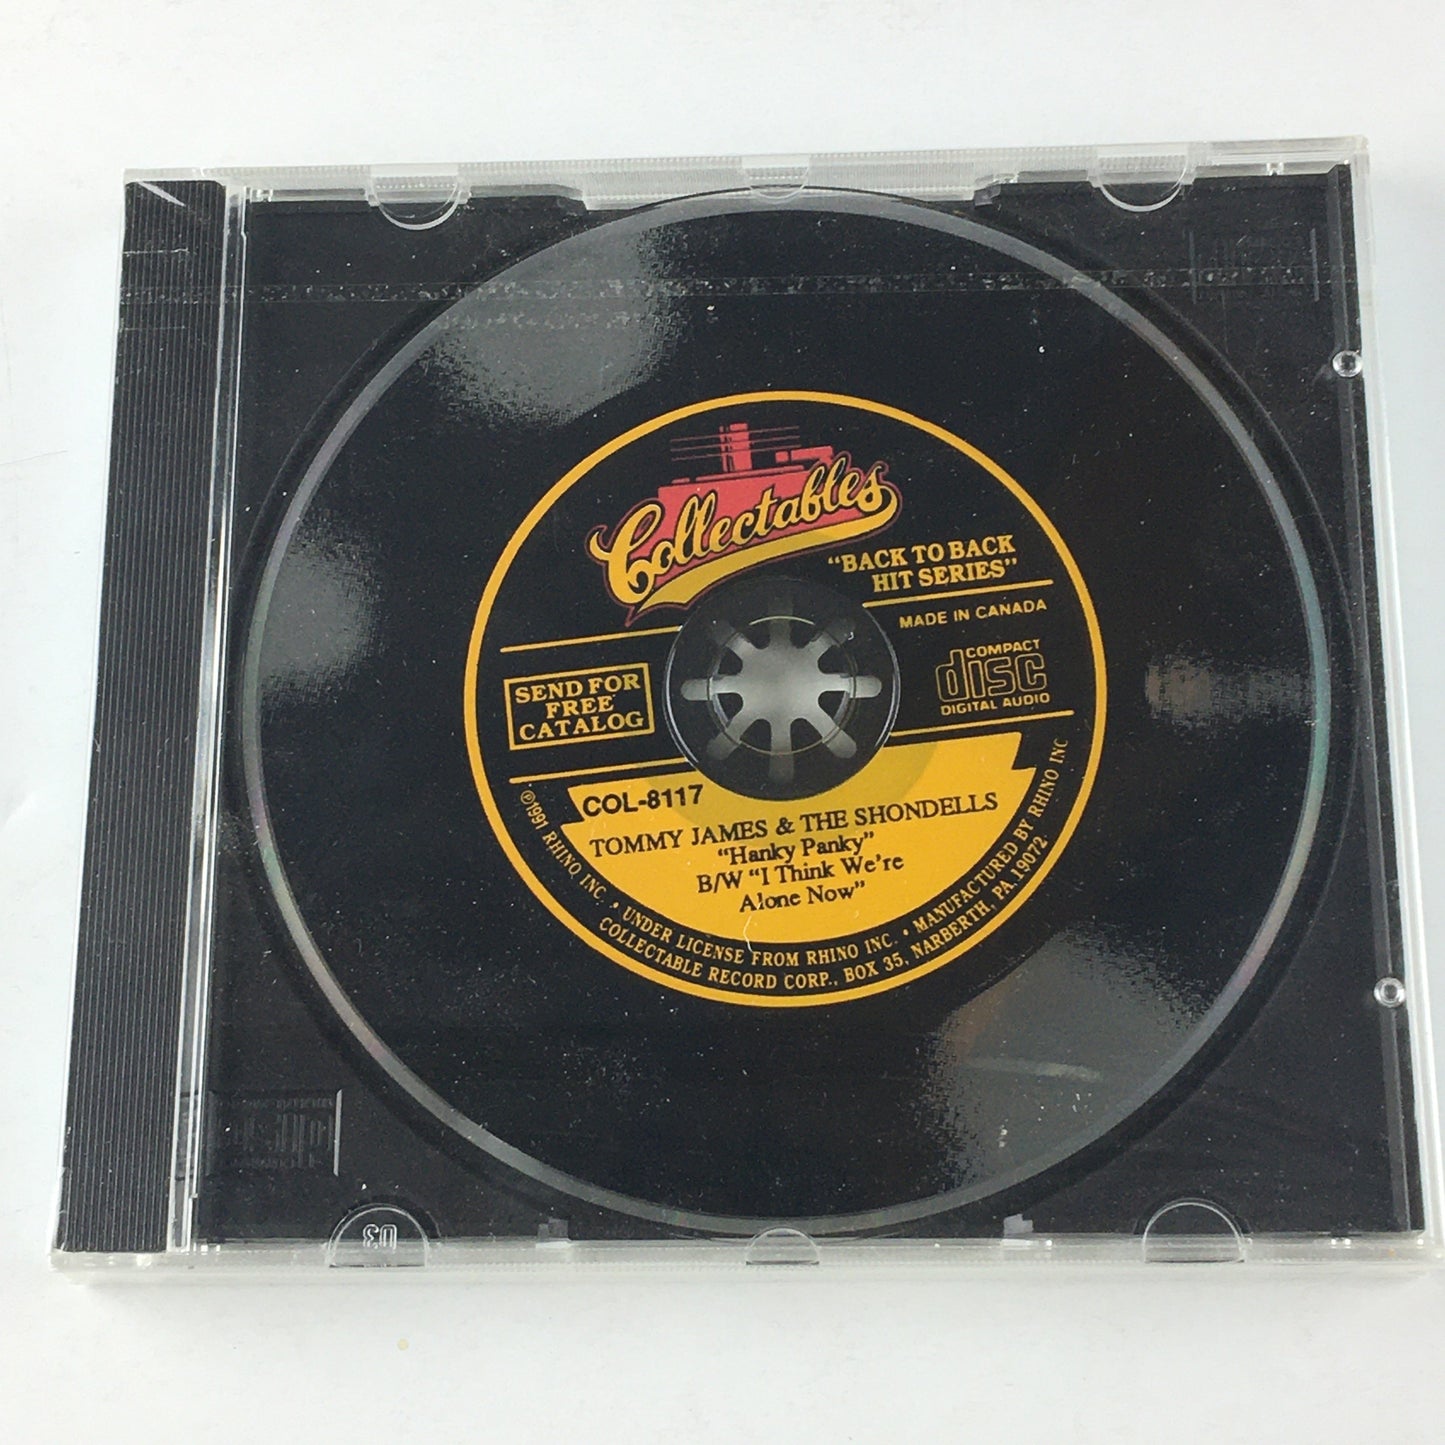 Collectables
"BACK TO BACK
HIT SERIES"
MADE IN CANADA
SEND FOR
FREE
CATALOG
COMPACT
disc
DIGITAL AUDIO
COL-8117
TOMMY JAMES & THE SHONDELLS
"Hanky Panky"
B/W "I Think We're
Alone Now"
℗1991 RHINO INC. • UNDER LICENSE FROM RHINO INC. • MANUFACTURED BY RHINO INC
COLLECTABLE RECORD CORP., BOX 35, NARBERTH, PA. 19072